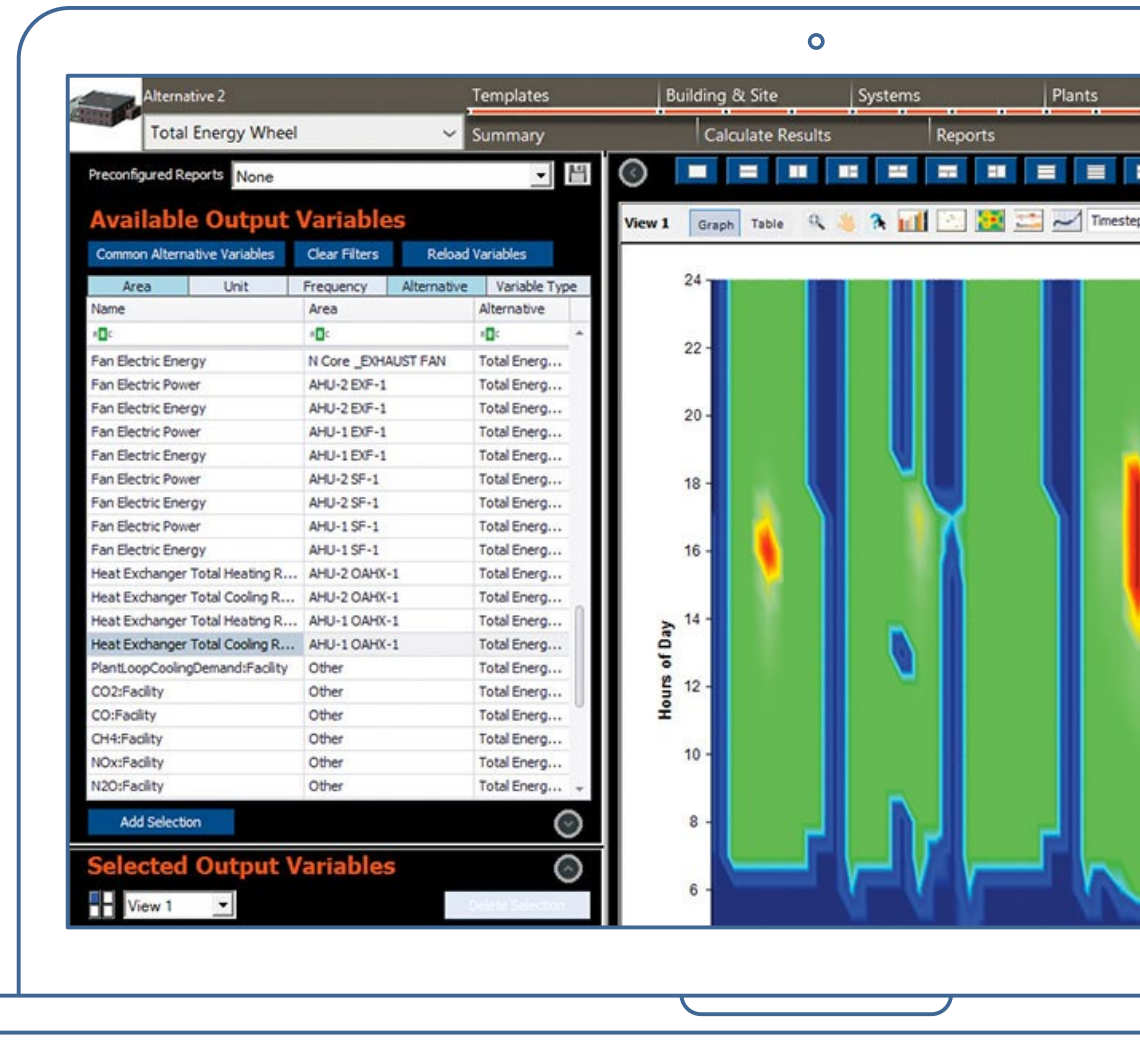 Alternative 2 Templates Building & Site Systems Plants
Total Energy Wheel Summary Calculate Results Reports
Preconfigured Reports None
Available Output Variables
Common Alternative Variables Clear Filters Reload Variables
Area Unit Frequency Alternative Variable Type
Name Area Alternative
Fan Electric Energy N Core _EXHAUST FAN Total Energ...
Fan Electric Power AHU-2 EXF-1 Total Energ...
Fan Electric Energy AHU-2 EXF-1 Total Energ...
Fan Electric Power AHU-1 EXF-1 Total Energ...
Fan Electric Energy AHU-1 EXF-1 Total Energ...
Fan Electric Power AHU-2 SF-1 Total Energ...
Fan Electric Energy AHU-2 SF-1 Total Energ...
Fan Electric Power AHU-1 SF-1 Total Energ...
Fan Electric Energy AHU-1 SF-1 Total Energ...
Heat Exchanger Total Heating R... AHU-2 OAHX-1 Total Energ...
Heat Exchanger Total Cooling R... AHU-2 OAHX-1 Total Energ...
Heat Exchanger Total Heating R... AHU-1 OAHX-1 Total Energ...
Heat Exchanger Total Cooling R... AHU-1 OAHX-1 Total Energ...
PlantLoopCoolingDemand:Facility Other Total Energ...
CO2:Facility Other Total Energ...
CO:Facility Other Total Energ...
CH4:Facility Other Total Energ...
NOx:Facility Other Total Energ...
N2O:Facility Other Total Energ...
Add Selection
Selected Output Variables
View 1 Delete Selection
View 1 Graph Table Timestep
24
22
20
18
16
14
12
10
8
6
Hours of Day